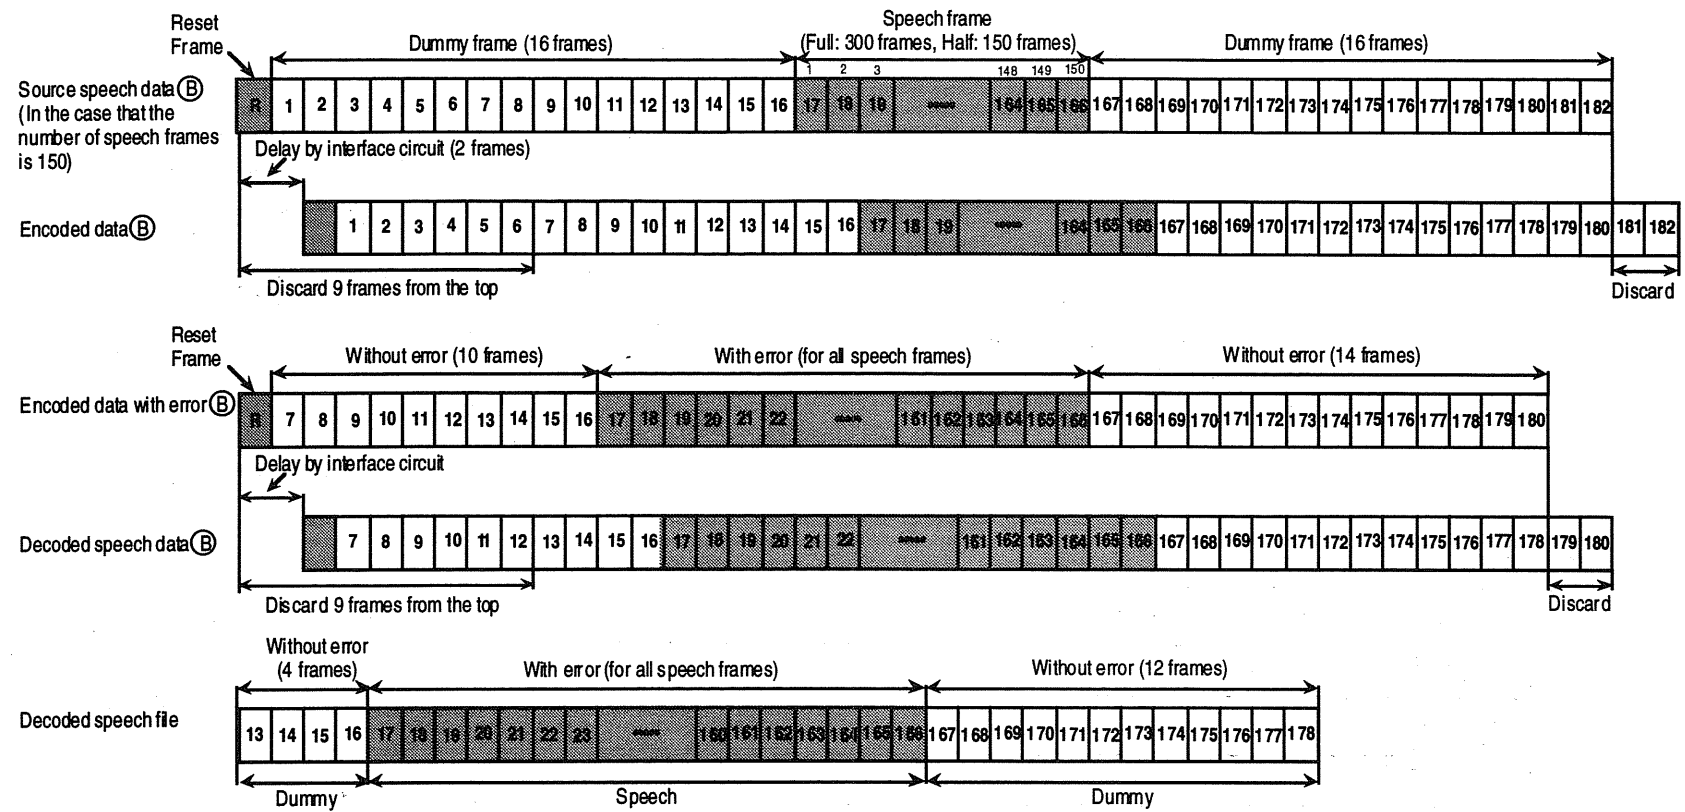 Reset
Frame
Dummy frame (16 frames)
Speech frame
(Full: 300 frames, Half: 150 frames)
Dummy frame (16 frames)
1 2 3 148 149 150
Source speech data Ⓑ
(In the case that the
number of speech frames
is 150)
R 1 2 3 4 5 6 7 8 9 10 11 12 13 14 15 16 17 18 19 164 165 166 167 168 169 170 171 172 173 174 175 176 177 178 179 180 181 182
Delay by interface circuit (2 frames)
Encoded data Ⓑ
1 2 3 4 5 6 7 8 9 10 11 12 13 14 15 16 17 18 19 164 165 166 167 168 169 170 171 172 173 174 175 176 177 178 179 180 181 182
Discard 9 frames from the top
Discard
Reset
Frame
Without error (10 frames)
With error (for all speech frames)
Without error (14 frames)
Encoded data with error Ⓑ
R 7 8 9 10 11 12 13 14 15 16 17 18 19 20 21 22 161 162 163 164 165 166 167 168 169 170 171 172 173 174 175 176 177 178 179 180
Delay by interface circuit
Decoded speech data Ⓑ
7 8 9 10 11 12 13 14 15 16 17 18 19 20 21 22 161 162 163 164 165 166 167 168 169 170 171 172 173 174 175 176 177 178 179 180
Discard 9 frames from the top
Discard
Without error
(4 frames)
With error (for all speech frames)
Without error (12 frames)
Decoded speech file
13 14 15 16 17 18 19 20 21 22 23 160 161 162 163 164 165 166 167 168 169 170 171 172 173 174 175 176 177 178
Dummy
Speech
Dummy